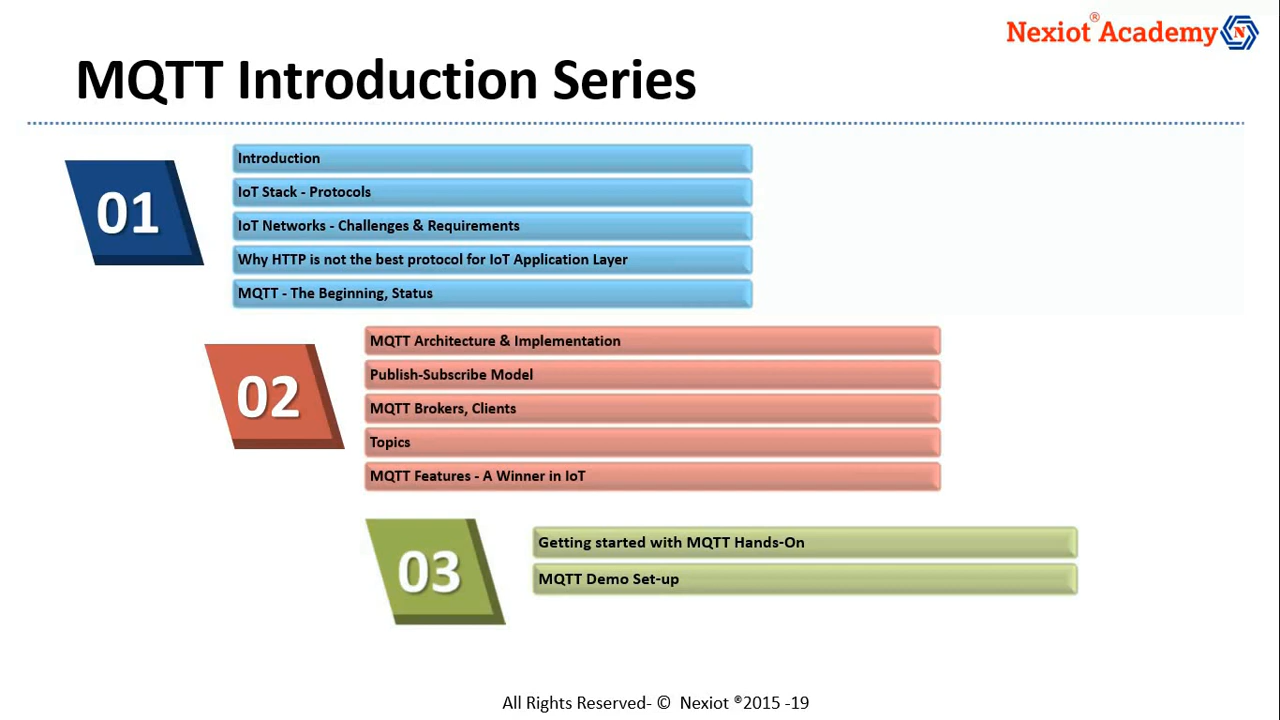 Nexiot® Academy N
MQTT Introduction Series
01
Introduction
IoT Stack - Protocols
IoT Networks - Challenges & Requirements
Why HTTP is not the best protocol for IoT Application Layer
MQTT - The Beginning, Status
02
MQTT Architecture & Implementation
Publish-Subscribe Model
MQTT Brokers, Clients
Topics
MQTT Features - A Winner in IoT
03
Getting started with MQTT Hands-On
MQTT Demo Set-up
All Rights Reserved- © Nexiot ®2015 -19